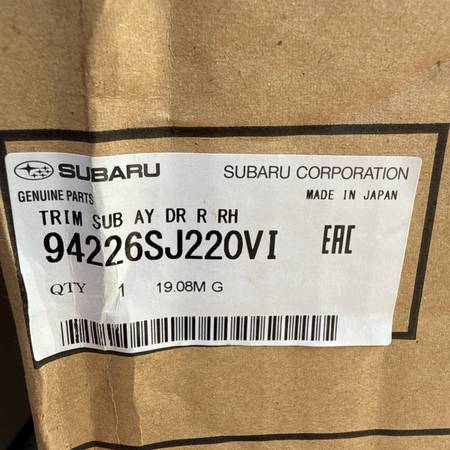 SUBARU SUBARU CORPORATION
GENUINE PARTS MADE IN JAPAN
TRIM SUB AY DR R RH
94226SJ220VI EAC
QTY 1 19.08M G